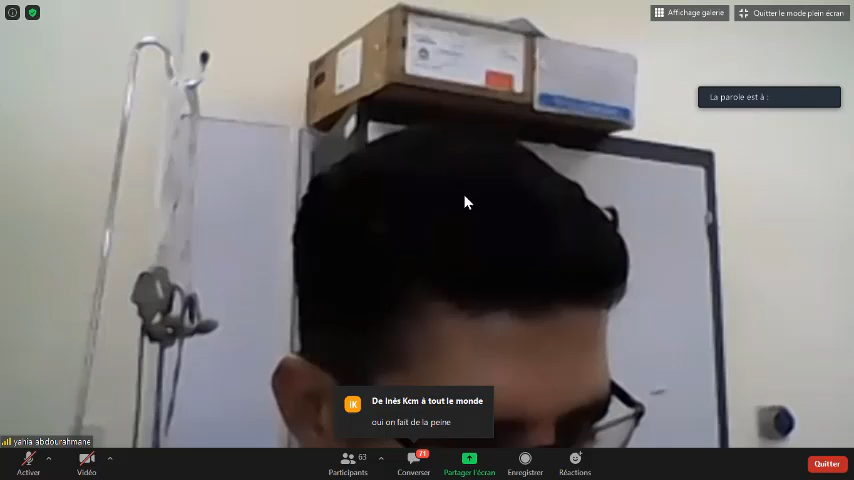 Affichage galerie
Quitter le mode plein écran
La parole est à :
De Inès Kcm à tout le monde
IK
oui on fait de la peine
yahia abdourahmane
63
71
Activer
Vidéo
Participants
Converser
Partager l'écran
Enregistrer
Réactions
Quitter